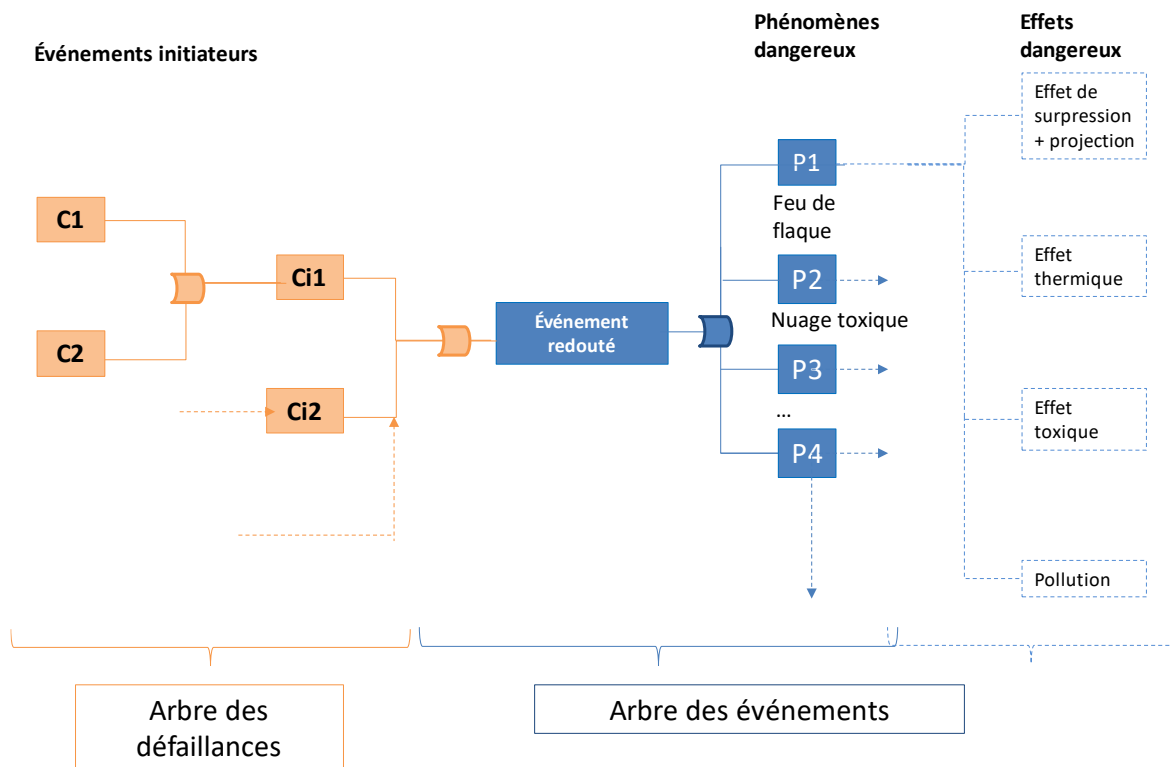 Événements initiateurs
Phénomènes
dangereux
Effets
dangereux
C1
C2
Ci1
Ci2
Événement
redouté
P1
Feu de
flaque
P2
Nuage toxique
P3
...
P4
Effet de
surpression
+ projection
Effet
thermique
Effet
toxique
Pollution
Arbre des
défaillances
Arbre des événements